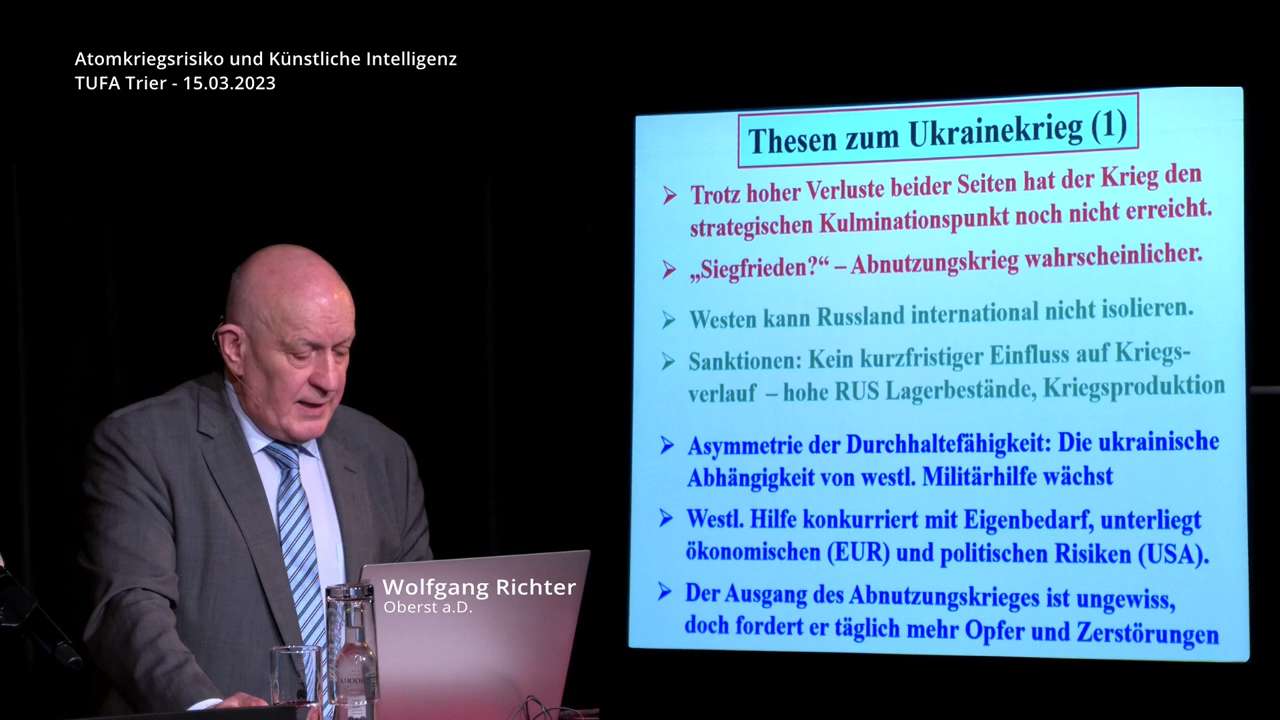 Atomkriegsrisiko und Künstliche Intelligenz
TUFA Trier - 15.03.2023
Thesen zum Ukrainekrieg (1)
➢ Trotz hoher Verluste beider Seiten hat der Krieg den
strategischen Kulminationspunkt noch nicht erreicht.
➢ „Siegfrieden?“ – Abnutzungskrieg wahrscheinlicher.
➢ Westen kann Russland international nicht isolieren.
➢ Sanktionen: Kein kurzfristiger Einfluss auf Kriegs-
verlauf – hohe RUS Lagerbestände, Kriegsproduktion
➢ Asymmetrie der Durchhaltefähigkeit: Die ukrainische
Abhängigkeit von westl. Militärhilfe wächst
➢ Westl. Hilfe konkurriert mit Eigenbedarf, unterliegt
ökonomischen (EUR) und politischen Risiken (USA).
➢ Der Ausgang des Abnutzungskrieges ist ungewiss,
doch fordert er täglich mehr Opfer und Zerstörungen
Wolfgang Richter
Oberst a.D.